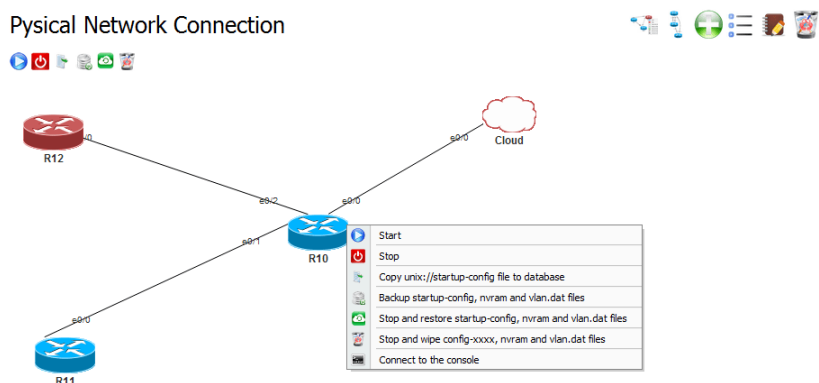 Pysical Network Connection
/0
R12
e0/0
Cloud
e0/2
e0/0
R10
e0/1
Start
Stop
Copy unix://startup-config file to database
Backup startup-config, nvram and vlan.dat files
Stop and restore startup-config, nvram and vlan.dat files
Stop and wipe config-xxxx, nvram and vlan.dat files
Connect to the console
e0/0
R11